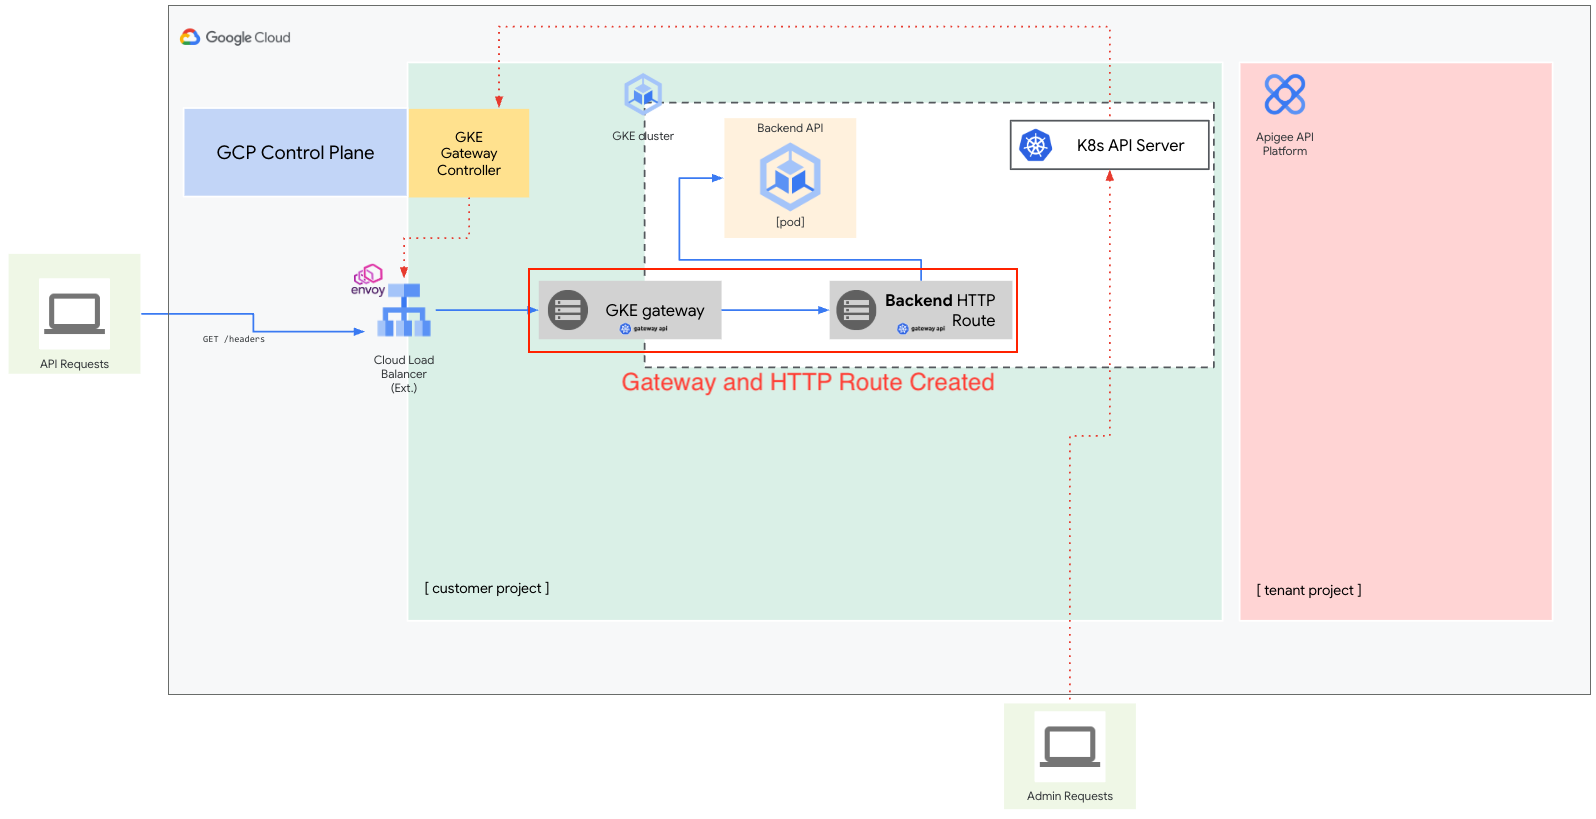 Google Cloud
GCP Control Plane
GKE
Gateway
Controller
GKE cluster
Backend API
[pod]
K8s API Server
Apigee API
Platform
envoy
API Requests
GET /headers
Cloud Load
Balancer
(Ext.)
GKE gateway
gateway api
Backend HTTP
Route
gateway api
Gateway and HTTP Route Created
[ customer project ]
[ tenant project ]
Admin Requests